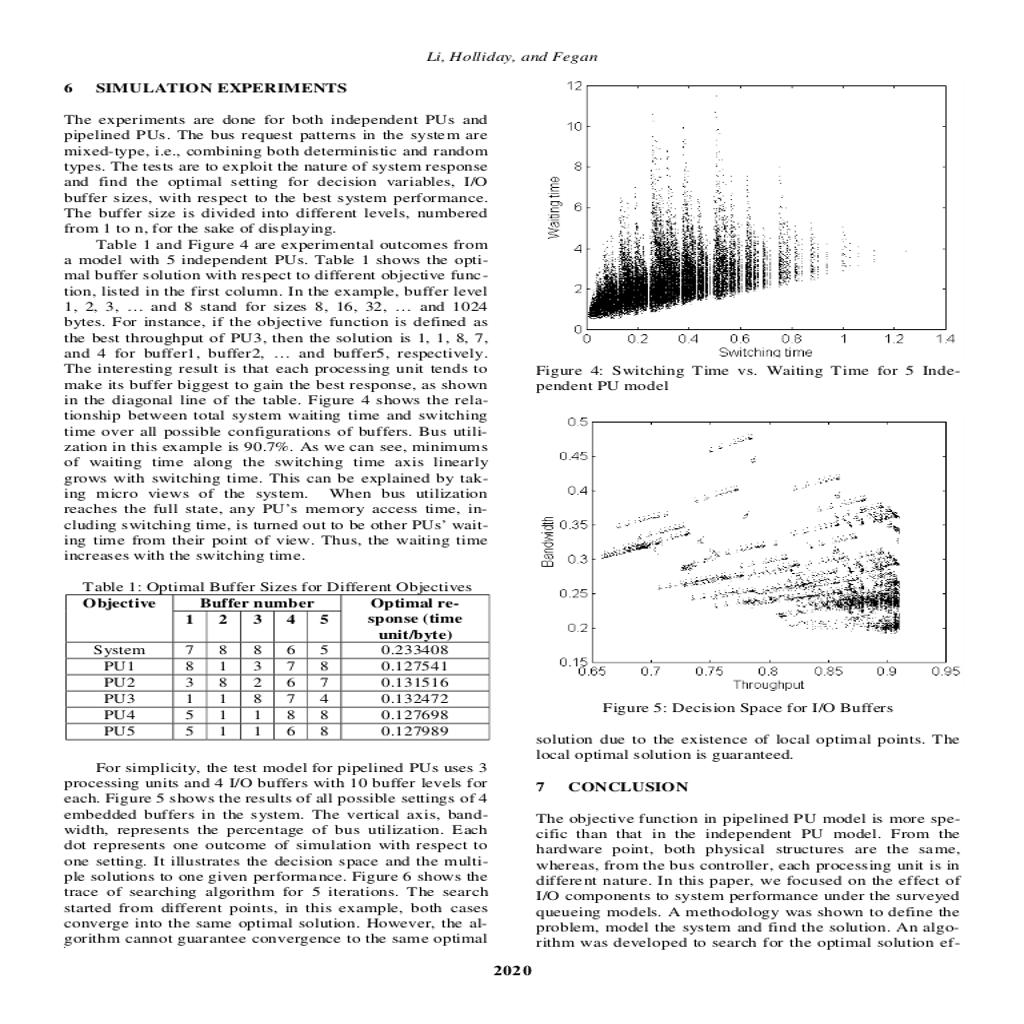 Li, Holliday, and Fegan
6 SIMULATION EXPERIMENTS
The experiments are done for both independent PUs and
pipelined PUs. The bus request patterns in the system are
mixed-type, i.e., combining both deterministic and random
types. The tests are to exploit the nature of system response
and find the optimal setting for decision variables, I/O
buffer sizes, with respect to the best system performance.
The buffer size is divided into different levels, numbered
from 1 to n, for the sake of displaying.
Table 1 and Figure 4 are experimental outcomes from
a model with 5 independent PUs. Table 1 shows the opti-
mal buffer solution with respect to different objective func-
tion, listed in the first column. In the example, buffer level
1, 2, 3, … and 8 stand for sizes 8, 16, 32, … and 1024
bytes. For instance, if the objective function is defined as
the best throughput of PU3, then the solution is 1, 1, 8, 7,
and 4 for buffer1, buffer2, … and buffer5, respectively.
The interesting result is that each processing unit tends to
make its buffer biggest to gain the best response, as shown
in the diagonal line of the table. Figure 4 shows the rela-
tionship between total system waiting time and switching
time over all possible configurations of buffers. Bus utili-
zation in this example is 90.7%. As we can see, minimums
of waiting time along the switching time axis linearly
grows with switching time. This can be explained by tak-
ing micro views of the system. When bus utilization
reaches the full state, any PU's memory access time, in-
cluding switching time, is turned out to be other PUs' wait-
ing time from their point of view. Thus, the waiting time
increases with the switching time.
Table 1: Optimal Buffer Sizes for Different Objectives
Objective Buffer number Optimal re-
1 2 3 4 5 sponse (time
unit/byte)
System 7 8 8 6 5 0.233408
PU1 8 1 3 7 8 0.127541
PU2 3 8 2 6 7 0.131516
PU3 1 1 8 7 4 0.132472
PU4 5 1 1 8 8 0.127698
PU5 5 1 1 6 8 0.127989
For simplicity, the test model for pipelined PUs uses 3
processing units and 4 I/O buffers with 10 buffer levels for
each. Figure 5 shows the results of all possible settings of 4
embedded buffers in the system. The vertical axis, band-
width, represents the percentage of bus utilization. Each
dot represents one outcome of simulation with respect to
one setting. It illustrates the decision space and the multi-
ple solutions to one given performance. Figure 6 shows the
trace of searching algorithm for 5 iterations. The search
started from different points, in this example, both cases
converge into the same optimal solution. However, the al-
gorithm cannot guarantee convergence to the same optimal
12
10
8
6
4
2
0
Waiting time
0 0.2 0.4 0.6 0.8 1 1.2 1.4
Switching time
Figure 4: Switching Time vs. Waiting Time for 5 Inde-
pendent PU model
0.5
0.45
0.4
0.35
0.3
0.25
0.2
0.15
Bandwidth
0.65 0.7 0.75 0.8 0.85 0.9 0.95
Throughput
Figure 5: Decision Space for I/O Buffers
solution due to the existence of local optimal points. The
local optimal solution is guaranteed.
7 CONCLUSION
The objective function in pipelined PU model is more spe-
cific than that in the independent PU model. From the
hardware point, both physical structures are the same,
whereas, from the bus controller, each processing unit is in
different nature. In this paper, we focused on the effect of
I/O components to system performance under the surveyed
queueing models. A methodology was shown to define the
problem, model the system and find the solution. An algo-
rithm was developed to search for the optimal solution ef-
2020